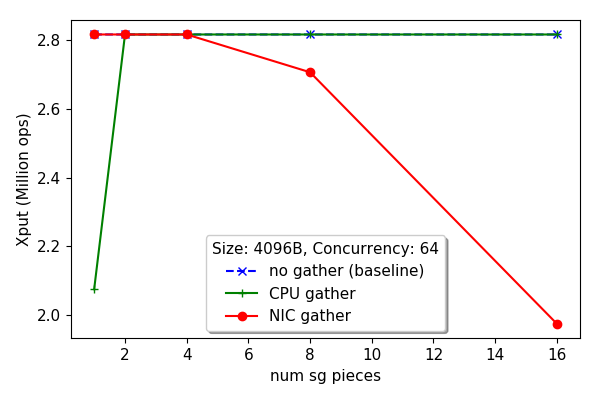 2.8
2.6
2.4
2.2
2.0
Xput (Million ops)
Size: 4096B, Concurrency: 64
no gather (baseline)
CPU gather
NIC gather
2 4 6 8 10 12 14 16
num sg pieces